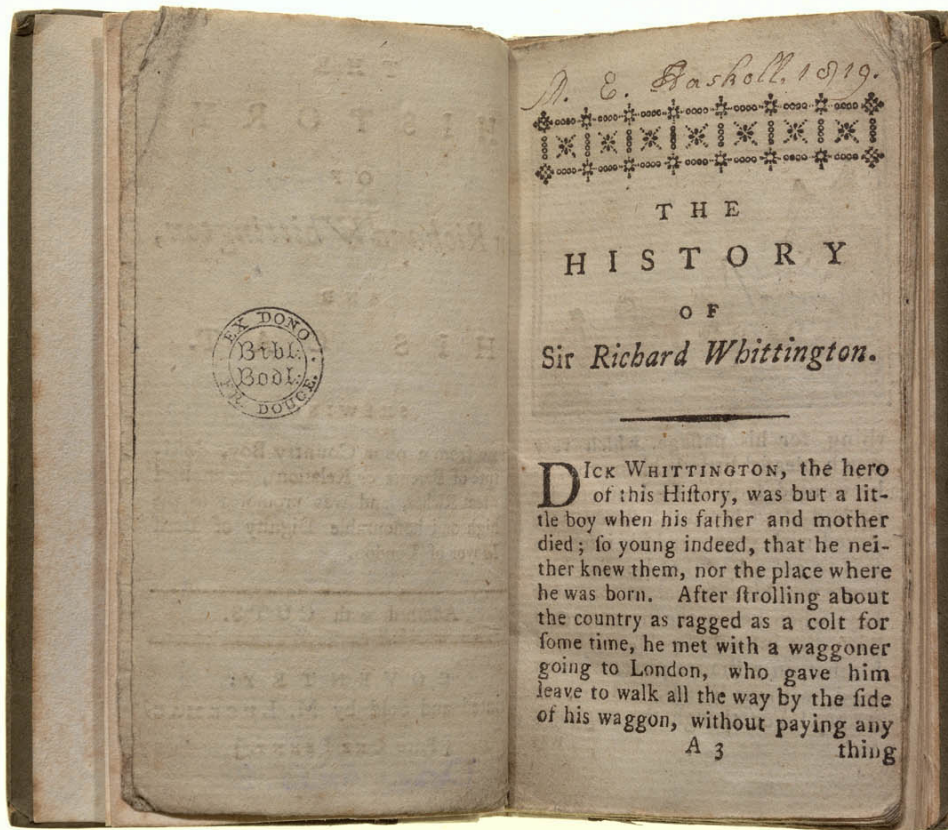 EX DONO
Bibl:
Bodl:
FR. DOUCE.
M. E. Haskoll. 1819.
THE
HISTORY
OF
Sir Richard Whittington.
DICK WHITTINGTON, the hero
of this Hiſtory, was but a lit-
tle boy when his father and mother
died; ſo young indeed, that he nei-
ther knew them, nor the place where
he was born. After ſtrolling about
the country as ragged as a colt for
ſome time, he met with a waggoner
going to London, who gave him
leave to walk all the way by the ſide
of his waggon, without paying any
A 3 thing